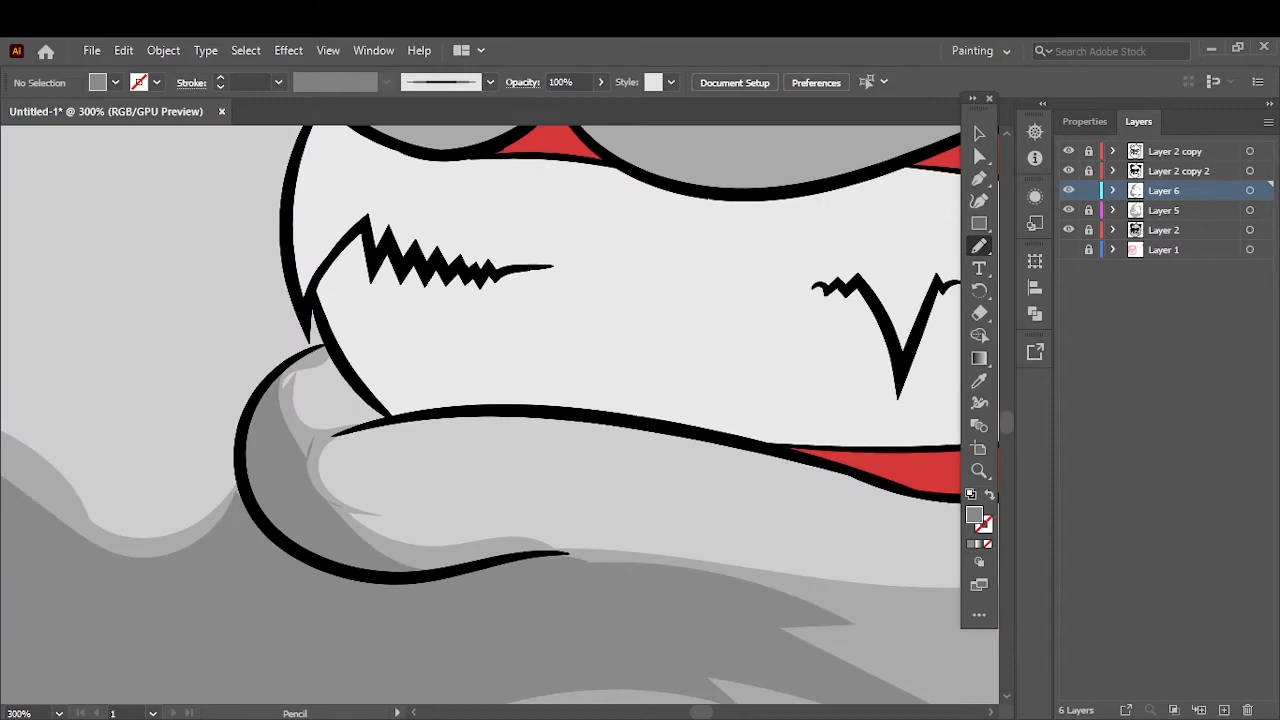 Ai File Edit Object Type Select Effect View Window Help Painting Search Adobe Stock
No Selection Stroke: Opacity: 100% Style: Document Setup Preferences
Untitled-1* @ 300% (RGB/GPU Preview)
Properties Layers
Layer 2 copy
Layer 2 copy 2
Layer 6
Layer 5
Layer 2
Layer 1
300% 1 Pencil 6 Layers